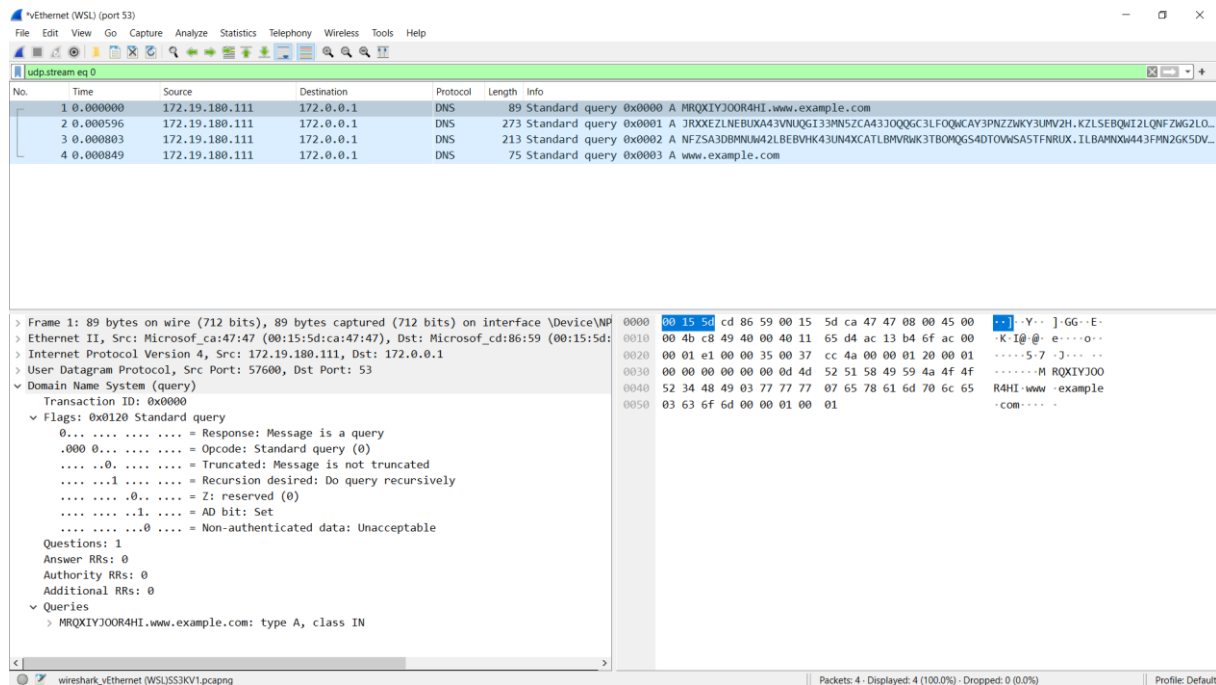 *vEthernet (WSL) (port 53)
File Edit View Go Capture Analyze Statistics Telephony Wireless Tools Help
udp.stream eq 0
No. Time Source Destination Protocol Length Info
1 0.000000 172.19.180.111 172.0.0.1 DNS 89 Standard query 0x0000 A MRQXIYJOOR4HI.www.example.com
2 0.000596 172.19.180.111 172.0.0.1 DNS 273 Standard query 0x0001 A JRXXEZLNEBUXA43VNUQGI33MN5ZCA43JOQQGC3LFOQWCAY3PNZZWKY3UMV2H.KZLSEBQWI2LQNFZWG2LO…
3 0.000803 172.19.180.111 172.0.0.1 DNS 213 Standard query 0x0002 A NFZSA3DBMNUW42LBEBVHK43UN4XCATLBMVRWK3TBOMQGS4DTOVWSA5TFNRUX.ILBAMNXW443FMN2GK5DV…
4 0.000849 172.19.180.111 172.0.0.1 DNS 75 Standard query 0x0003 A www.example.com
> Frame 1: 89 bytes on wire (712 bits), 89 bytes captured (712 bits) on interface \Device\NP
> Ethernet II, Src: Microsof_ca:47:47 (00:15:5d:ca:47:47), Dst: Microsof_cd:86:59 (00:15:5d:
> Internet Protocol Version 4, Src: 172.19.180.111, Dst: 172.0.0.1
> User Datagram Protocol, Src Port: 57600, Dst Port: 53
Domain Name System (query)
Transaction ID: 0x0000
Flags: 0x0120 Standard query
0... .... .... .... = Response: Message is a query
.000 0... .... .... = Opcode: Standard query (0)
.... ..0. .... .... = Truncated: Message is not truncated
.... ...1 .... .... = Recursion desired: Do query recursively
.... .... .0.. .... = Z: reserved (0)
.... .... ..1. .... = AD bit: Set
.... .... ...0 .... = Non-authenticated data: Unacceptable
Questions: 1
Answer RRs: 0
Authority RRs: 0
Additional RRs: 0
Queries
> MRQXIYJOOR4HI.www.example.com: type A, class IN
0000 00 15 5d cd 86 59 00 15 5d ca 47 47 08 00 45 00 ··]··Y·· ]·GG··E·
0010 00 4b c8 49 40 00 40 11 65 d4 ac 13 b4 6f ac 00 ·K·I@·@· e····o··
0020 00 01 e1 00 00 35 00 37 cc 4a 00 00 01 20 00 01 ·····5·7 ·J··· ··
0030 00 00 00 00 00 00 0d 4d 52 51 58 49 59 4a 4f 4f ·······M RQXIYJOO
0040 52 34 48 49 03 77 77 77 07 65 78 61 6d 70 6c 65 R4HI·www ·example
0050 03 63 6f 6d 00 00 01 00 01 ·com···· ·
wireshark_vEthernet (WSL)SS3KV1.pcapng
Packets: 4 · Displayed: 4 (100.0%) · Dropped: 0 (0.0%)
Profile: Default